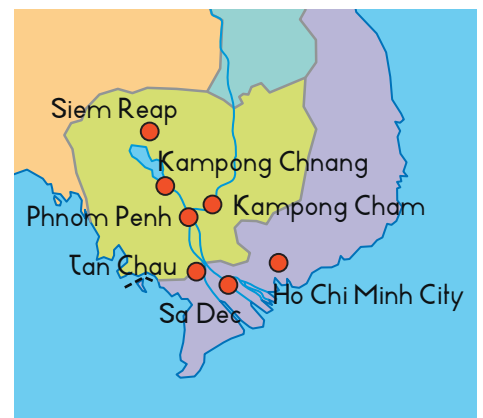 Siem Reap
Kampong Chnang
Kampong Cham
Phnom Penh
Tan Chau
Ho Chi Minh City
Sa Dec